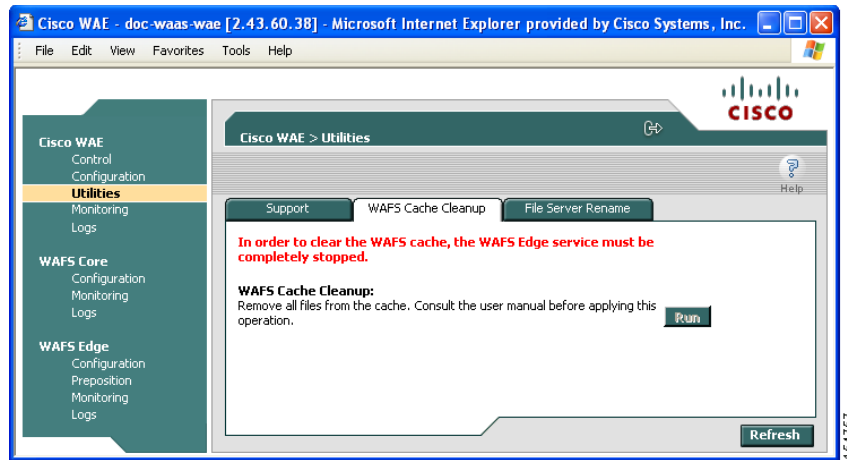 Cisco WAE - doc-waas-wae [2.43.60.38] - Microsoft Internet Explorer provided by Cisco Systems, Inc.
File Edit View Favorites Tools Help
CISCO
Cisco WAE > Utilities
Help
Cisco WAE
Control
Configuration
Utilities
Monitoring
Logs
WAFS Core
Configuration
Monitoring
Logs
WAFS Edge
Configuration
Preposition
Monitoring
Logs
Support WAFS Cache Cleanup File Server Rename
In order to clear the WAFS cache, the WAFS Edge service must be
completely stopped.
WAFS Cache Cleanup:
Remove all files from the cache. Consult the user manual before applying this
operation.
Run
Refresh